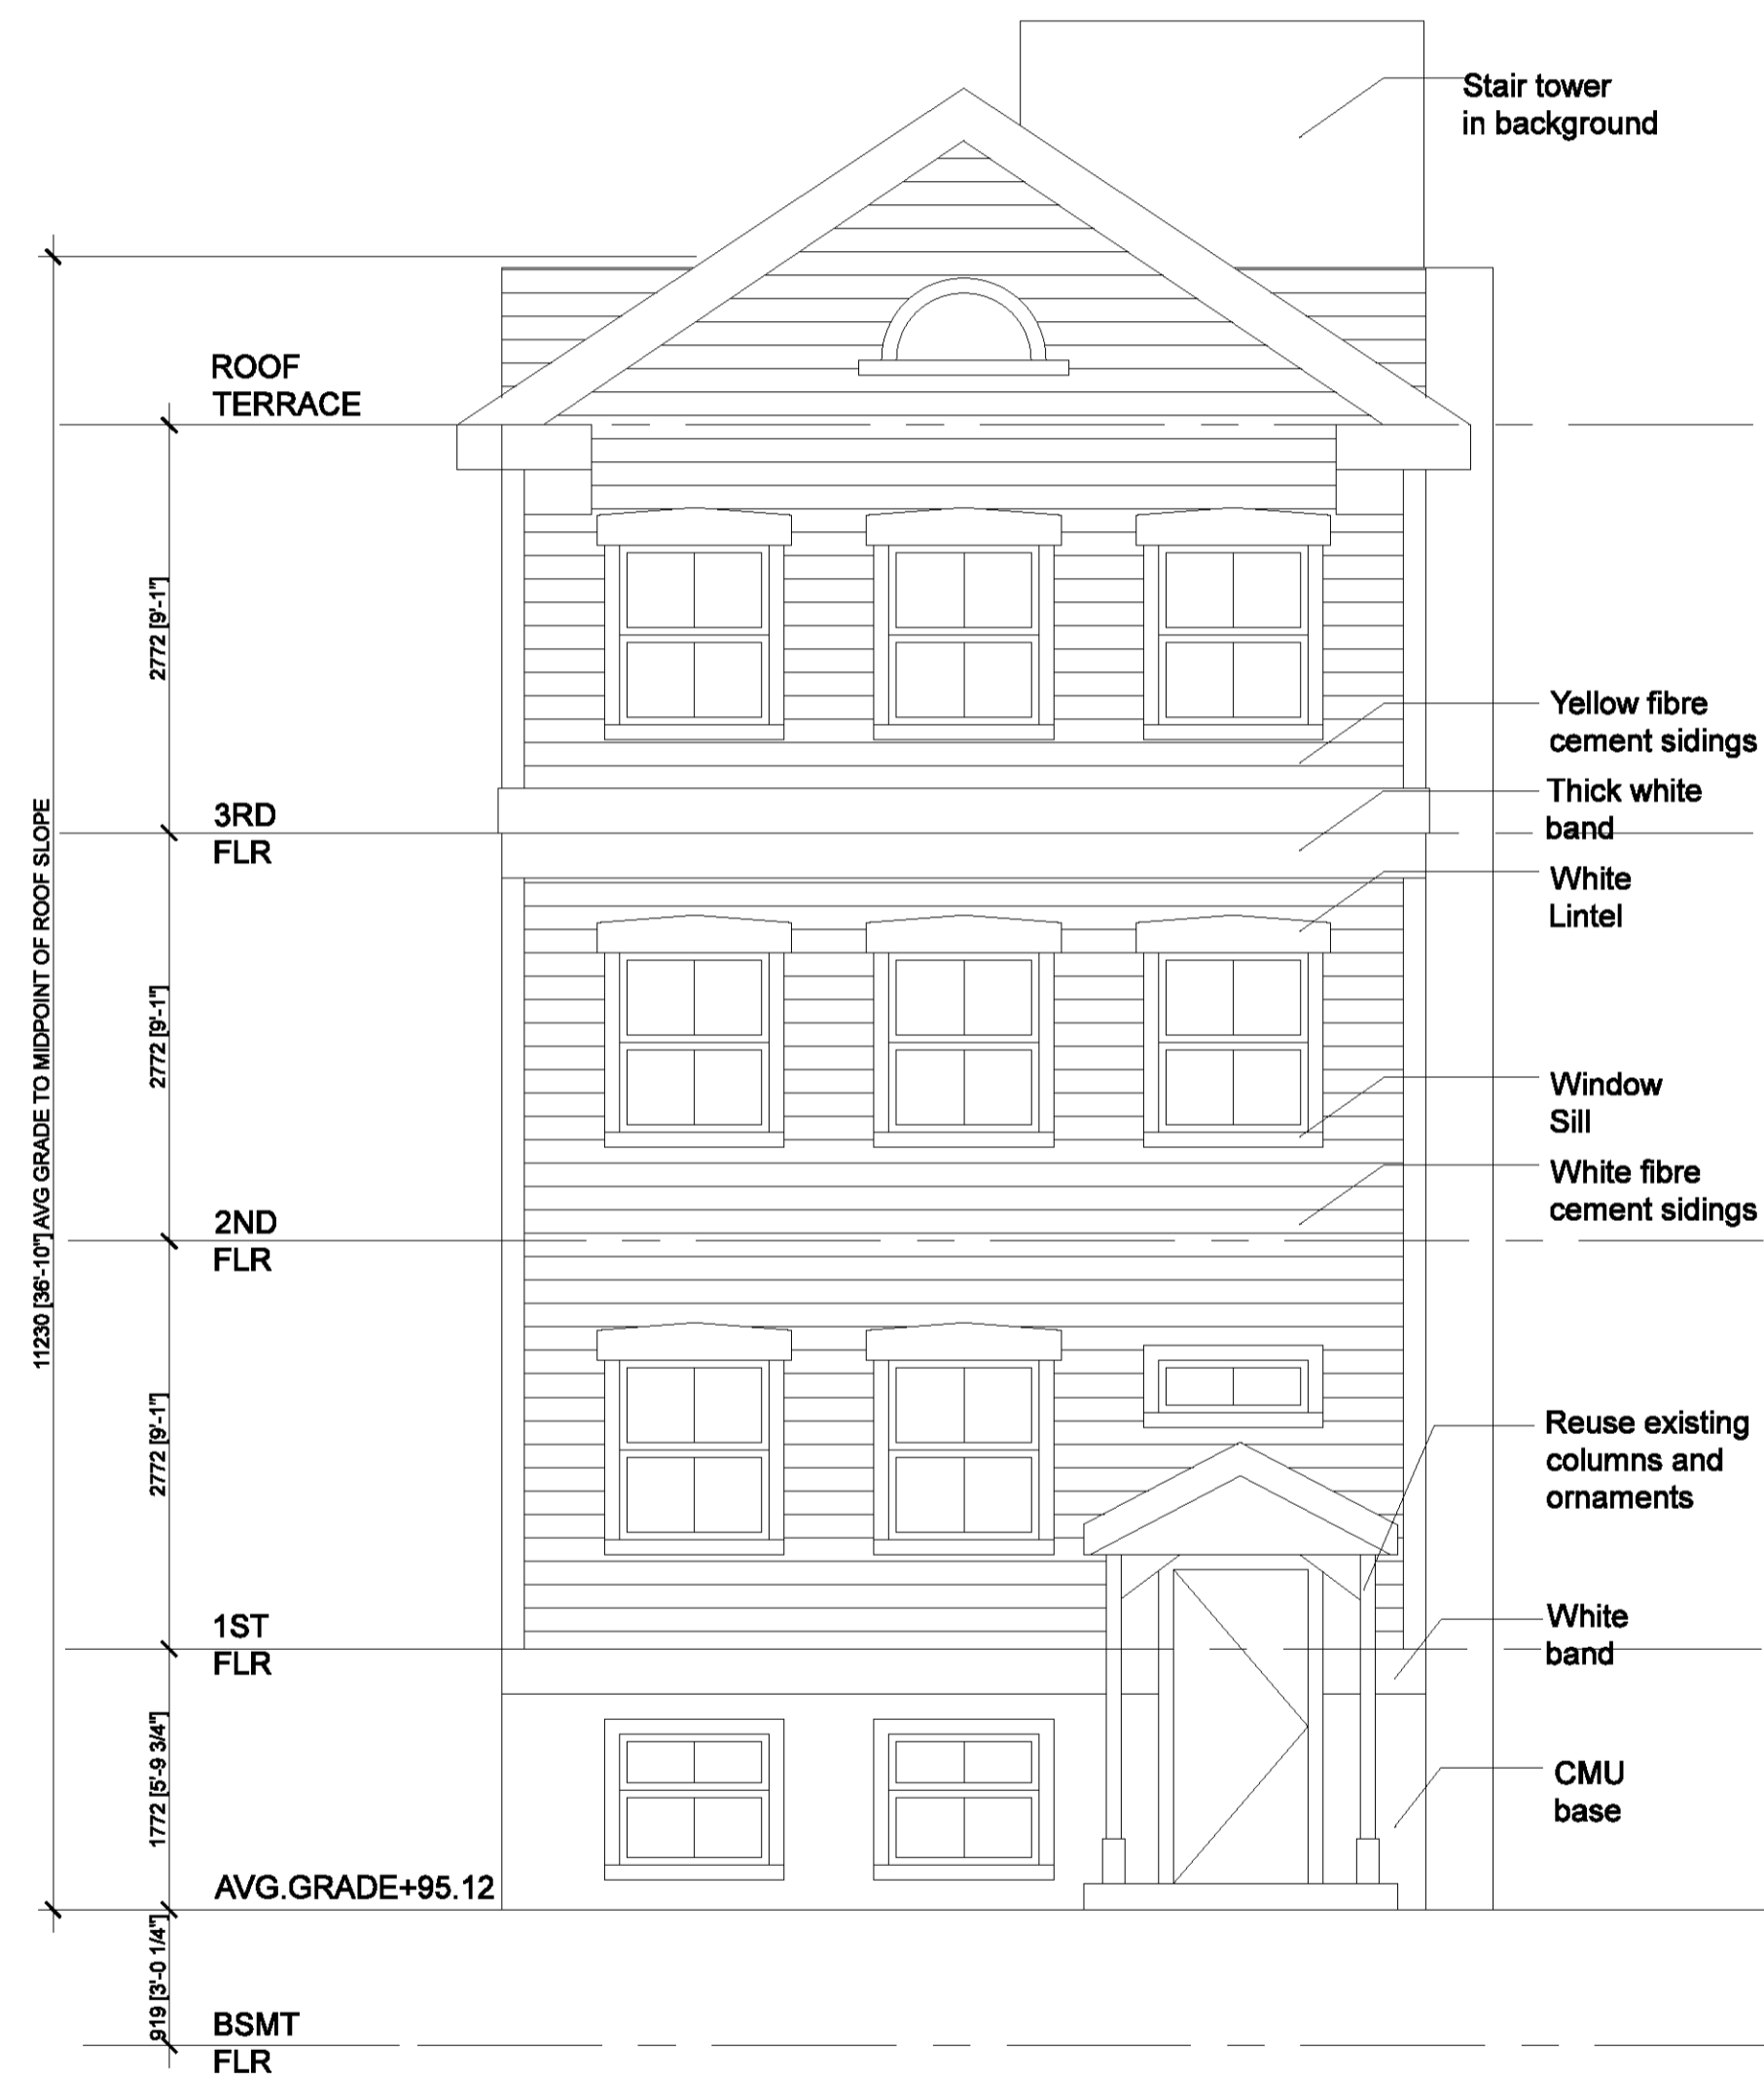 Stair tower
in background
ROOF
TERRACE
2772 [9'-1"]
Yellow fibre
cement sidings
Thick white
band
3RD
FLR
White
Lintel
11230 [36'-10"] AVG GRADE TO MIDPOINT OF ROOF SLOPE
2772 [9'-1"]
Window
Sill
White fibre
cement sidings
2ND
FLR
2772 [9'-1"]
Reuse existing
columns and
ornaments
1ST
FLR
White
band
1772 [5'-9 3/4"]
CMU
base
AVG.GRADE+95.12
919 [3'-0 1/4"]
BSMT
FLR